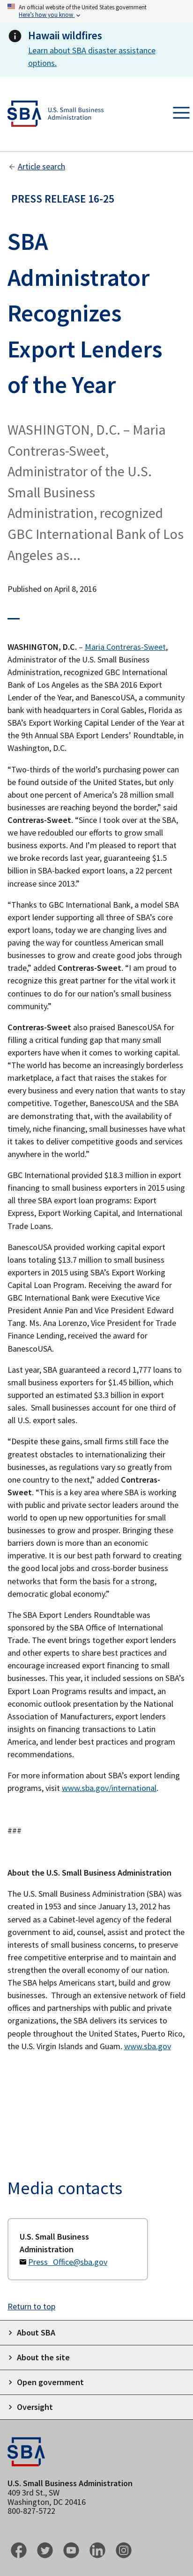 An official website of the United States government
Here's how you know
Hawaii wildfires
Learn about SBA disaster assistance
options.
SBA
U.S. Small Business
Administration
Article search
PRESS RELEASE 16-25
SBA
Administrator
Recognizes
Export Lenders
of the Year
WASHINGTON, D.C. – Maria
Contreras-Sweet,
Administrator of the U.S.
Small Business
Administration, recognized
GBC International Bank of Los
Angeles as...
Published on April 8, 2016
WASHINGTON, D.C. – Maria Contreras-Sweet,
Administrator of the U.S. Small Business
Administration, recognized GBC International
Bank of Los Angeles as the SBA 2016 Export
Lender of the Year, and BanescoUSA, a community
bank with headquarters in Coral Gables, Florida as
SBA's Export Working Capital Lender of the Year at
the 9th Annual SBA Export Lenders' Roundtable, in
Washington, D.C.
“Two-thirds of the world's purchasing power can
be found outside of the United States, but only
about one percent of America's 28 million small
businesses are reaching beyond the border,” said
Contreras-Sweet. “Since I took over at the SBA,
we have redoubled our efforts to grow small
business exports. And I'm pleased to report that
we broke records last year, guaranteeing $1.5
billion in SBA-backed export loans, a 22 percent
increase since 2013.”
“Thanks to GBC International Bank, a model SBA
export lender supporting all three of SBA's core
export loans, today we are changing lives and
paving the way for countless American small
businesses to grow and create good jobs through
trade,” added Contreras-Sweet. “I am proud to
recognize this great partner for the vital work it
continues to do for our nation's small business
community.”
Contreras-Sweet also praised BanescoUSA for
filling a critical funding gap that many small
exporters have when it comes to working capital.
“The world has become an increasingly borderless
marketplace, a fact that raises the stakes for
every business and every nation that wants to stay
competitive. Together, BanescoUSA and the SBA
are demonstrating that, with the availability of
timely, niche financing, small businesses have what
it takes to deliver competitive goods and services
anywhere in the world.”
GBC International provided $18.3 million in export
financing to small business exporters in 2015 using
all three SBA export loan programs: Export
Express, Export Working Capital, and International
Trade Loans.
BanescoUSA provided working capital export
loans totaling $13.7 million to small business
exporters in 2015 using SBA's Export Working
Capital Loan Program. Receiving the award for
GBC International Bank were Executive Vice
President Annie Pan and Vice President Edward
Tang. Ms. Ana Lorenzo, Vice President for Trade
Finance Lending, received the award for
BanescoUSA.
Last year, SBA guaranteed a record 1,777 loans to
small business exporters for $1.45 billion, which
supported an estimated $3.3 billion in export
sales.  Small businesses account for one third of
all U.S. export sales.
“Despite these gains, small firms still face the
greatest obstacles to internationalizing their
businesses, as regulations vary so greatly from
one country to the next,” added Contreras-
Sweet. “This is a key area where SBA is working
with public and private sector leaders around the
world to open up new opportunities for small
businesses to grow and prosper. Bringing these
barriers down is more than an economic
imperative. It is our best path forward to creating
the good local jobs and cross-border business
networks that form the basis for a strong,
democratic global economy.”
The SBA Export Lenders Roundtable was
sponsored by the SBA Office of International
Trade. The event brings together export lenders
to share best practices on export financing and
encourage increased export financing to small
businesses. This year, it included sessions on SBA's
Export Loan Programs results and impact, an
economic outlook presentation by the National
Association of Manufacturers, export lending
insights on financing transactions to Latin
America, and lender best practices and program
recommendations.
For more information about SBA's export lending
programs, visit www.sba.gov/international.
###
About the U.S. Small Business Administration
The U.S. Small Business Administration (SBA) was
created in 1953 and since January 13, 2012 has
served as a Cabinet-level agency of the federal
government to aid, counsel, assist and protect the
interests of small business concerns, to preserve
free competitive enterprise and to maintain and
strengthen the overall economy of our nation.
The SBA helps Americans start, build and grow
businesses.  Through an extensive network of field
offices and partnerships with public and private
organizations, the SBA delivers its services to
people throughout the United States, Puerto Rico,
the U.S. Virgin Islands and Guam. www.sba.gov
Media contacts
U.S. Small Business
Administration
Press_Office@sba.gov
Return to top
About SBA
About the site
Open government
Oversight
SBA
U.S. Small Business Administration
409 3rd St., SW
Washington, DC 20416
800-827-5722